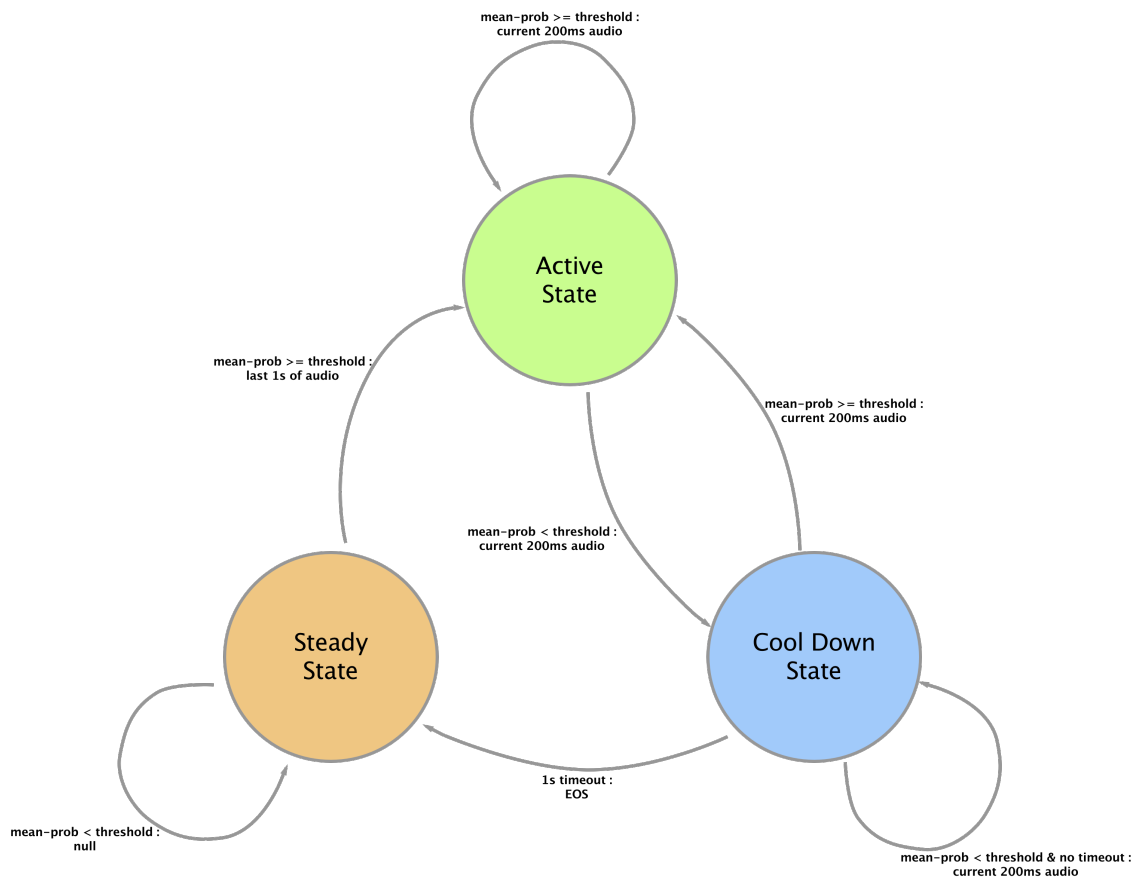 mean-prob >= threshold :
current 200ms audio
Active
State
mean-prob >= threshold :
last 1s of audio
mean-prob >= threshold :
current 200ms audio
mean-prob < threshold :
current 200ms audio
Steady
State
Cool Down
State
1s timeout :
EOS
mean-prob < threshold :
null
mean-prob < threshold & no timeout :
current 200ms audio